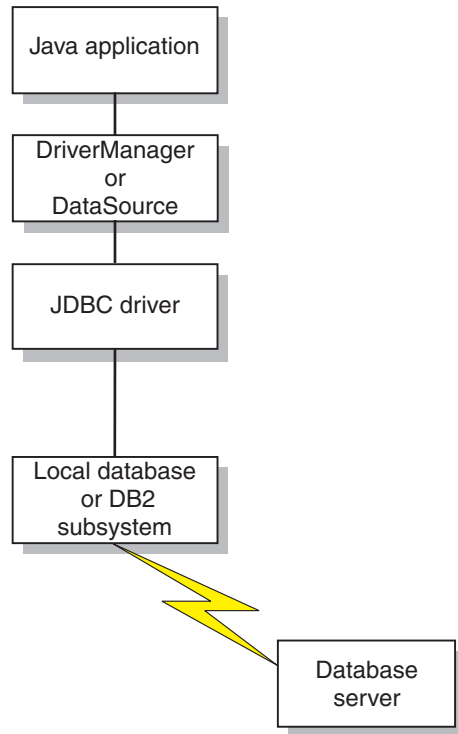 Java application
DriverManager
or
DataSource
JDBC driver
Local database
or DB2
subsystem
Database
server